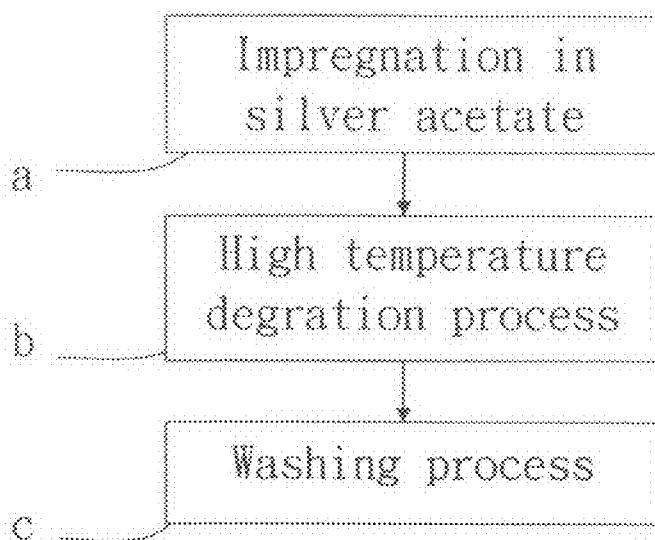 Impregnation in
silver acetate
a
High temperature
degration process
b
Washing process
c